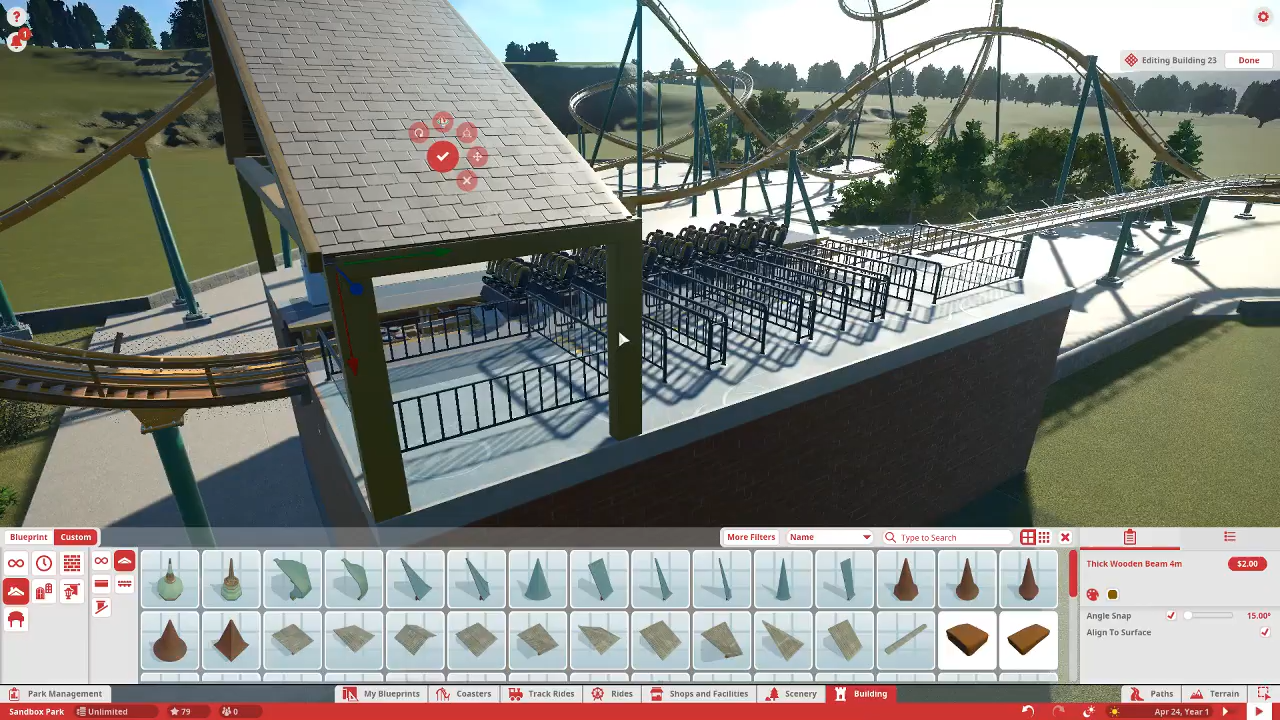 ?
1
Editing Building 23 Done
Blueprint Custom
More Filters Name Type to Search
Thick Wooden Beam 4m $2.00
Angle Snap 15.00°
Align To Surface
Park Management My Blueprints Coasters Track Rides Rides Shops and Facilities Scenery Building Paths Terrain
Sandbox Park Unlimited 79 0 Apr 24, Year 1